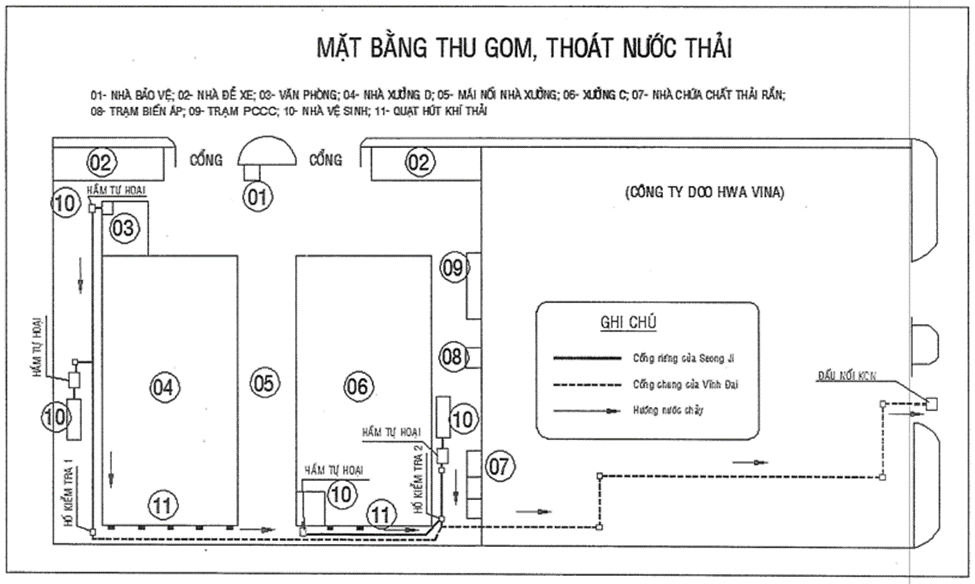 MẶT BẰNG THU GOM, THOÁT NƯỚC THẢI
01- NHÀ BẢO VỆ; 02- NHÀ ĐỂ XE; 03- VĂN PHÒNG; 04- NHÀ XƯỞNG D; 05- MÁI NỐI NHÀ XƯỞNG; 06- XƯỞNG C; 07- NHÀ CHỨA CHẤT THẢI RẮN;
08- TRẠM BIẾN ÁP; 09- TRẠM PCCC; 10- NHÀ VỆ SINH; 11- QUẠT HÚT KHÍ THẢI
02
CỔNG
CỔNG
02
01
HẦM TỰ HOẠI
10
03
(CÔNG TY DOO HWA VINA)
09
GHI CHÚ
Cống riêng của Seong Ji
Cống chung của Vĩnh Đại
Hướng nước chảy
HẦM TỰ HOẠI
08
04
05
06
ĐẤU NỐI KCN
10
10
HẦM TỰ HOẠI
HỐ KIỂM TRA 1
HỐ KIỂM TRA 2
HẦM TỰ HOẠI
07
10
11
11